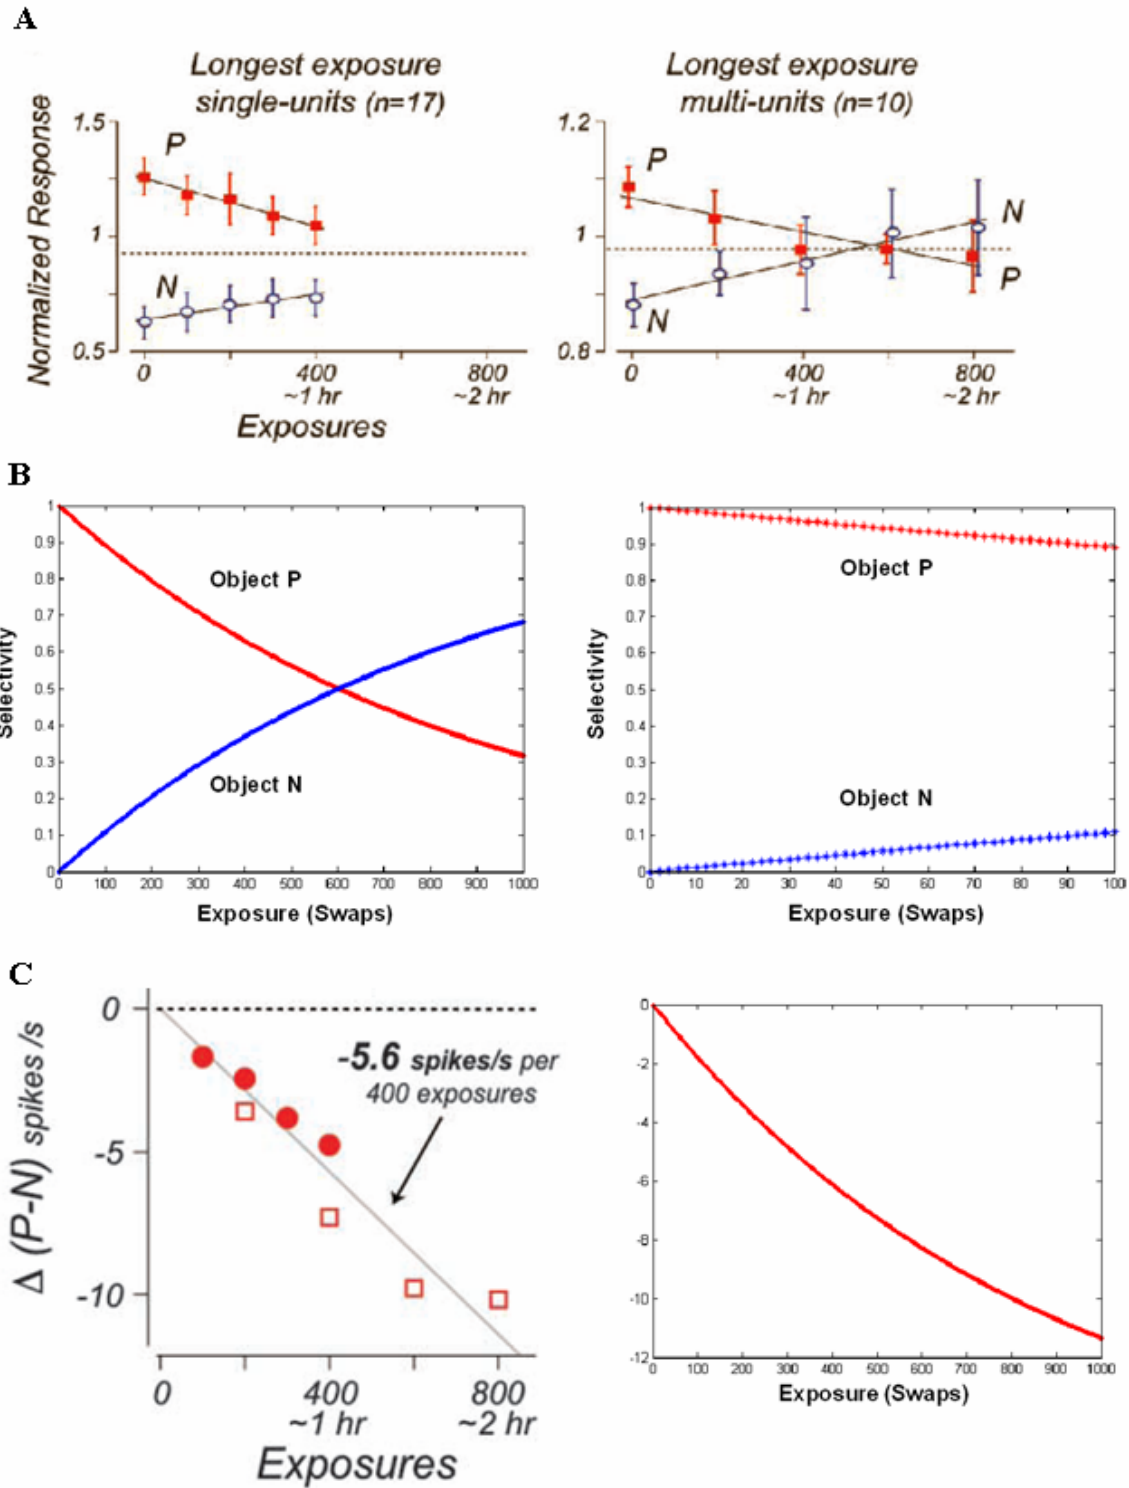 A
Longest exposure
single-units (n=17)
Normalized Response
1.5
1
0.5
P
N
0
400
800
~1 hr
~2 hr
Exposures
Longest exposure
multi-units (n=10)
1.2
1
0.8
P
N
N
P
0
400
800
~1 hr
~2 hr
B
Selectivity
1
0.9
0.8
0.7
0.6
0.5
0.4
0.3
0.2
0.1
0
Object P
Object N
0 100 200 300 400 500 600 700 800 900 1000
Exposure (Swaps)
Selectivity
1
0.9
0.8
0.7
0.6
0.5
0.4
0.3
0.2
0.1
0
Object P
Object N
0 10 20 30 40 50 60 70 80 90 100
Exposure (Swaps)
C
Δ (P-N) spikes /s
0
-5
-10
-5.6 spikes/s per
400 exposures
0 400 800
~1 hr ~2 hr
Exposures
0
-2
-4
-6
-8
-10
-12
0 100 200 300 400 500 600 700 800 900 1000
Exposure (Swaps)